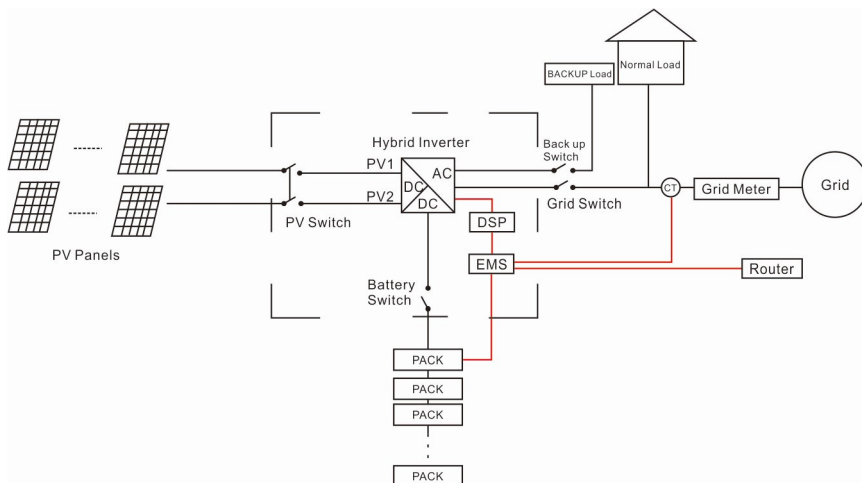 Normal Load
BACKUP Load
Hybrid Inverter
Back up
Switch
PV1
AC
DC
CT
Grid Meter
Grid
PV2
DC
PV Switch
DSP
Grid Switch
PV Panels
EMS
Router
Battery
Switch
PACK
PACK
PACK
PACK